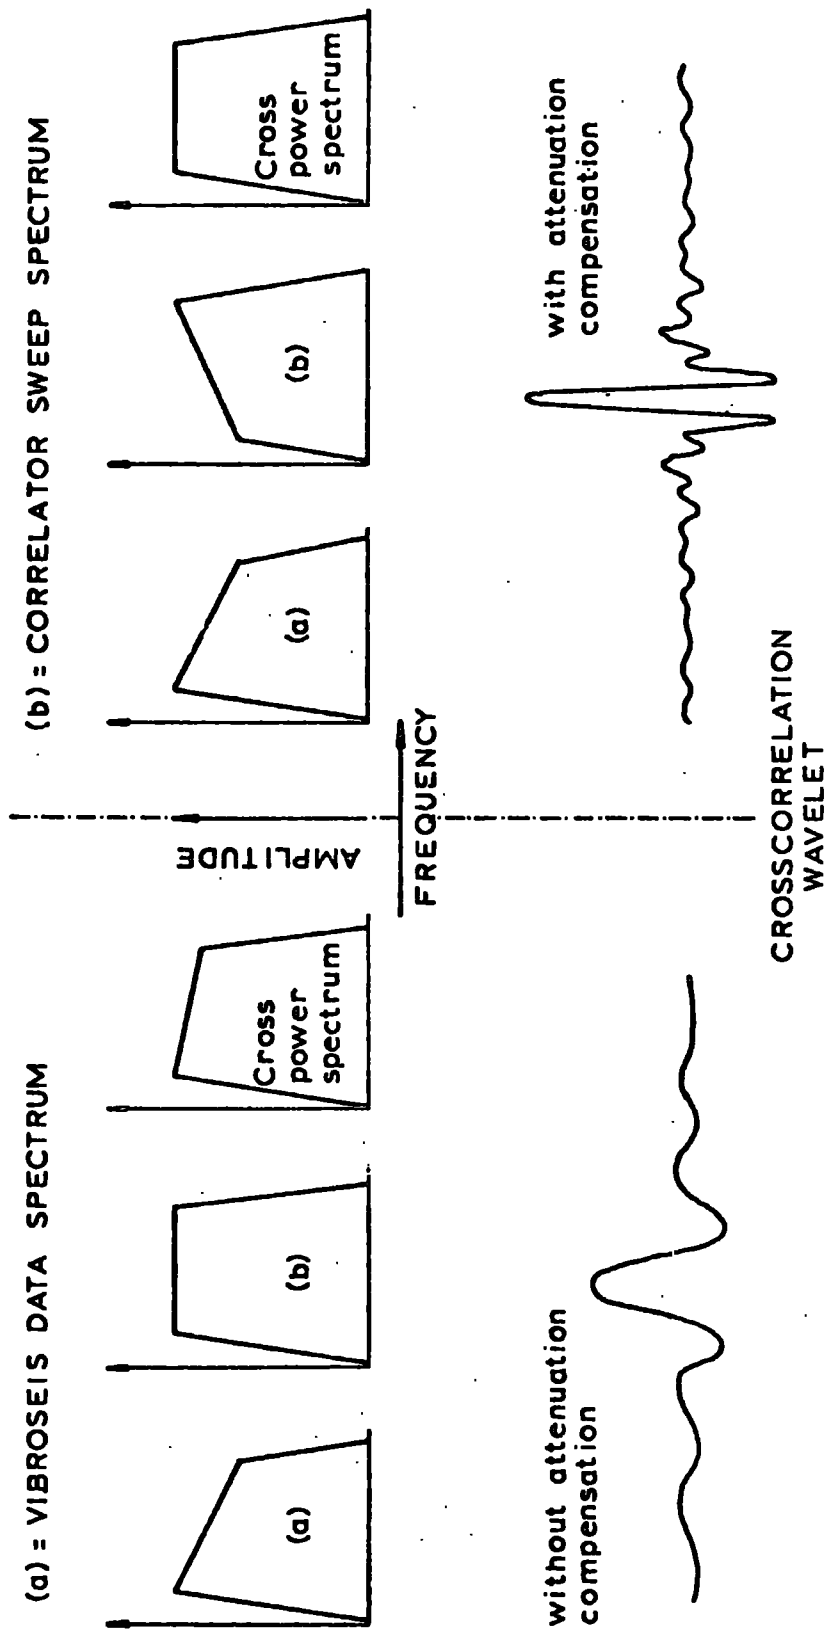 (a) = VIBROSEIS DATA SPECTRUM
(b) = CORRELATOR SWEEP SPECTRUM
(a)
(b)
Cross
power
spectrum
AMPLITUDE
FREQUENCY
(a)
(b)
Cross
power
spectrum
without attenuation
compensation
with attenuation
compensation
CROSSCORRELATION
WAVELET